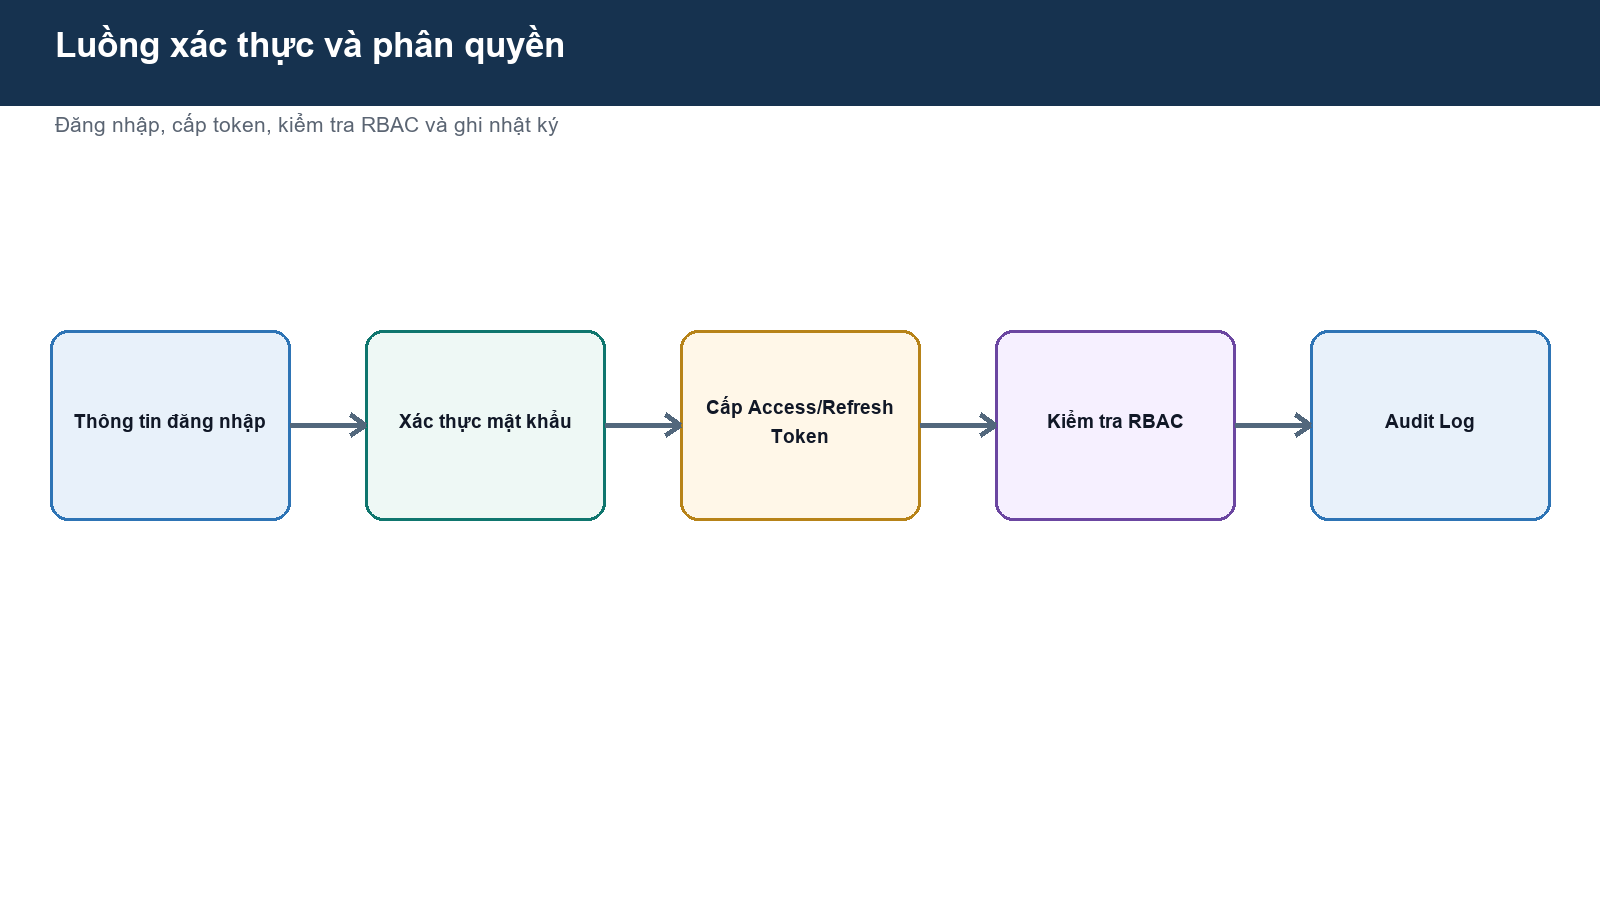 Luồng xác thực và phân quyền
Đăng nhập, cấp token, kiểm tra RBAC và ghi nhật ký
Thông tin đăng nhập
Xác thực mật khẩu
Cấp Access/Refresh
Token
Kiểm tra RBAC
Audit Log